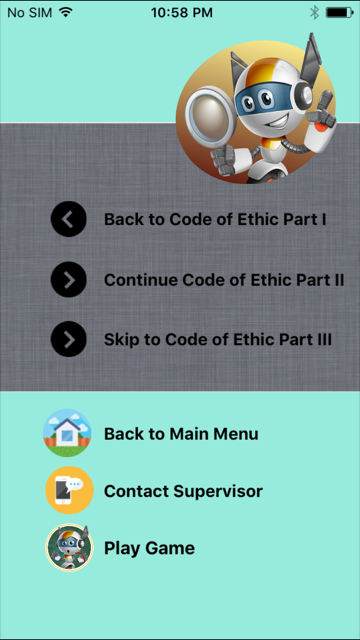 No SIM 10:58 PM
Back to Code of Ethic Part I
Continue Code of Ethic Part II
Skip to Code of Ethic Part III
Back to Main Menu
Contact Supervisor
Play Game